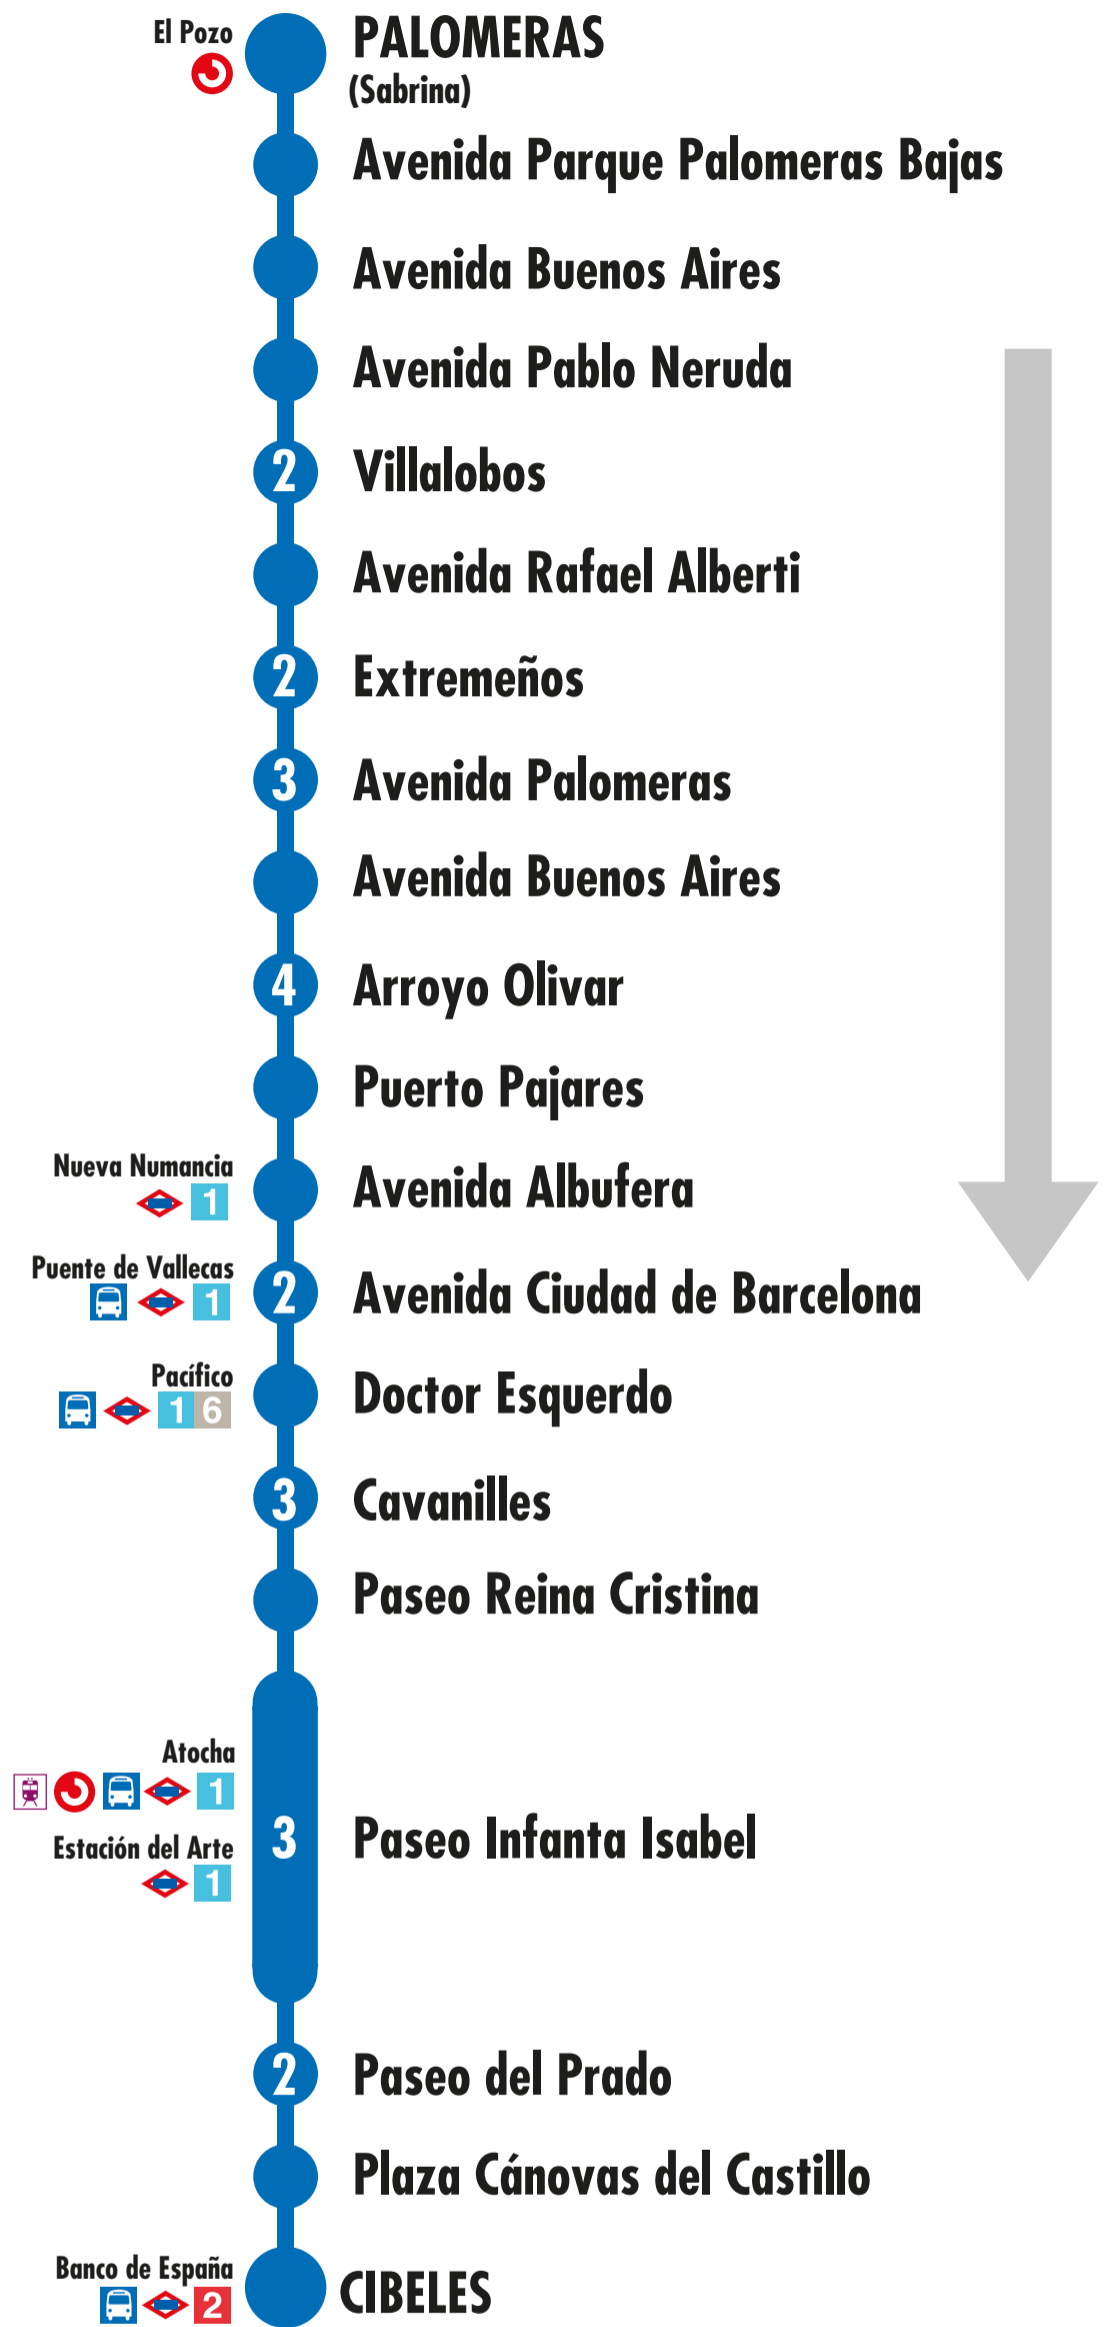 El Pozo
PALOMERAS
(Sabrina)
Avenida Parque Palomeras Bajas
Avenida Buenos Aires
Avenida Pablo Neruda
2 Villalobos
Avenida Rafael Alberti
2 Extremeños
3 Avenida Palomeras
Avenida Buenos Aires
4 Arroyo Olivar
Puerto Pajares
Nueva Numancia
1
Avenida Albufera
Puente de Vallecas
1
2 Avenida Ciudad de Barcelona
Pacífico
1 6
Doctor Esquerdo
3 Cavanilles
Paseo Reina Cristina
Atocha
1
Estación del Arte
1
3 Paseo Infanta Isabel
2 Paseo del Prado
Plaza Cánovas del Castillo
Banco de España
2
CIBELES